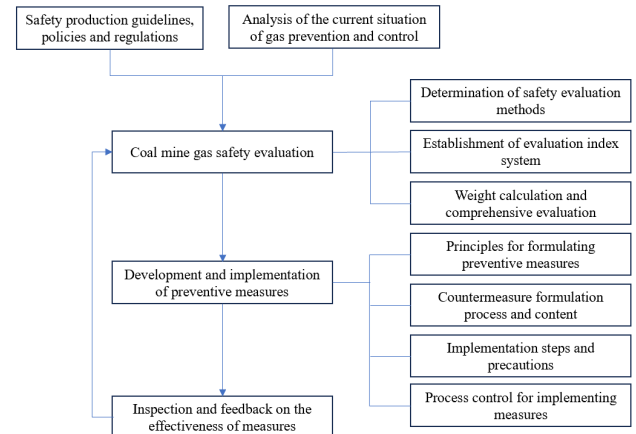 Safety production guidelines,
policies and regulations
Analysis of the current situation
of gas prevention and control
Coal mine gas safety evaluation
Determination of safety evaluation
methods
Establishment of evaluation index
system
Weight calculation and
comprehensive evaluation
Development and implementation
of preventive measures
Principles for formulating
preventive measures
Countermeasure formulation
process and content
Implementation steps and
precautions
Process control for implementing
measures
Inspection and feedback on the
effectiveness of measures